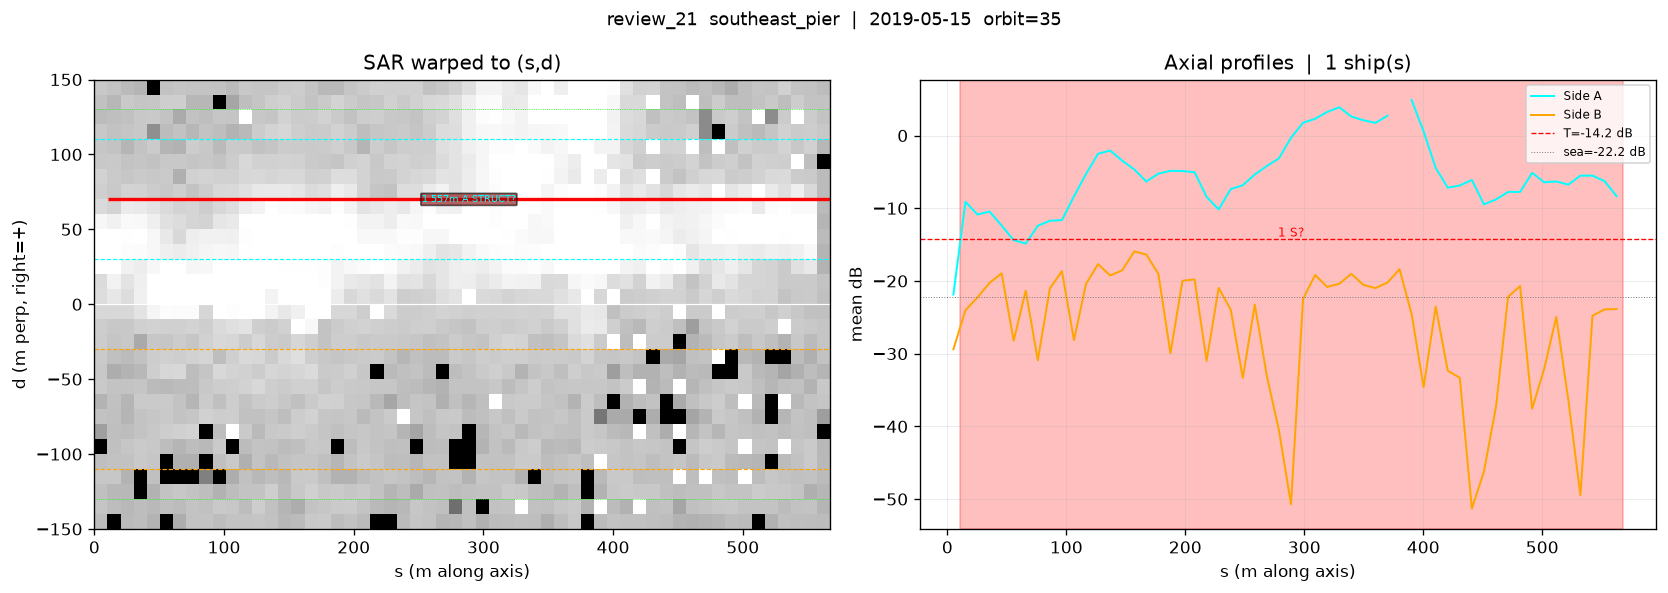 review_21  southeast_pier  |  2019-05-15  orbit=35
SAR warped to (s,d)
150
100
50
0
−50
−100
−150
d (m perp, right=+)
0
100
200
300
400
500
s (m along axis)
Axial profiles  |  1 ship(s)
0
−10
−20
−30
−40
−50
mean dB
Side A
Side B
T=-14.2 dB
sea=-22.2 dB
1 S?
0
100
200
300
400
500
s (m along axis)